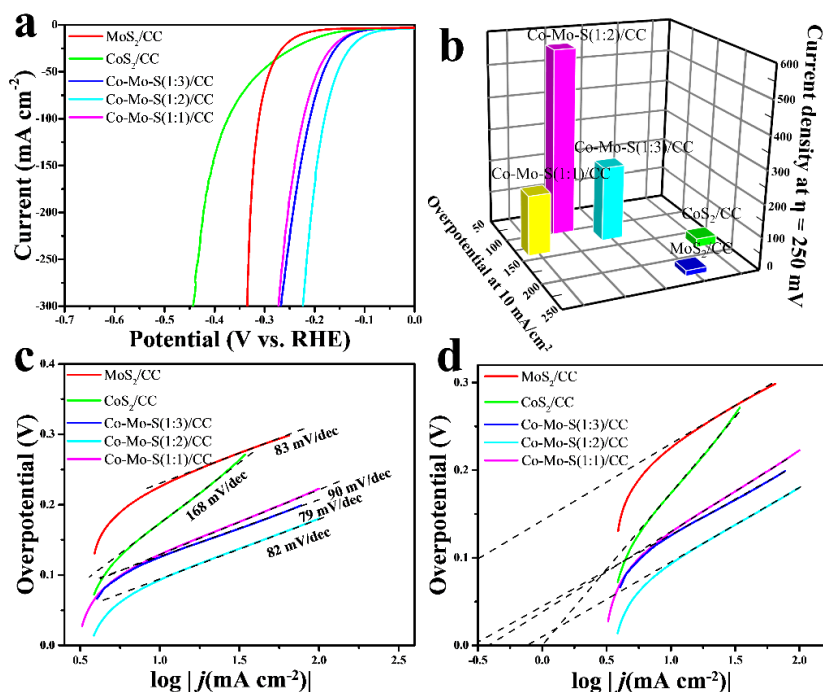 a
MoS2/CC
CoS2/CC
Co-Mo-S(1:3)/CC
Co-Mo-S(1:2)/CC
Co-Mo-S(1:1)/CC
0
-50
-100
-150
-200
-250
-300
Current (mA cm-2)
-0.7 -0.6 -0.5 -0.4 -0.3 -0.2 -0.1 0.0
Potential (V vs. RHE)
b
Co-Mo-S(1:2)/CC
Co-Mo-S(1:3)/CC
Co-Mo-S(1:1)/CC
CoS2/CC
MoS2/CC
600
500
400
300
200
100
0
Current density at η = 250 mV
50
100
150
200
250
Overpotential at 10 mA/cm2
c
MoS2/CC
CoS2/CC
Co-Mo-S(1:3)/CC
Co-Mo-S(1:2)/CC
Co-Mo-S(1:1)/CC
83 mV/dec
168 mV/dec
90 mV/dec
79 mV/dec
82 mV/dec
0.4
0.3
0.2
0.1
0.0
Overpotential (V)
0.5 1.0 1.5 2.0 2.5
log |j(mA cm-2)|
d
MoS2/CC
CoS2/CC
Co-Mo-S(1:3)/CC
Co-Mo-S(1:2)/CC
Co-Mo-S(1:1)/CC
0.3
0.2
0.1
0.0
Overpotential (V)
-0.5 0.0 0.5 1.0 1.5 2.0
log |j(mA cm-2)|